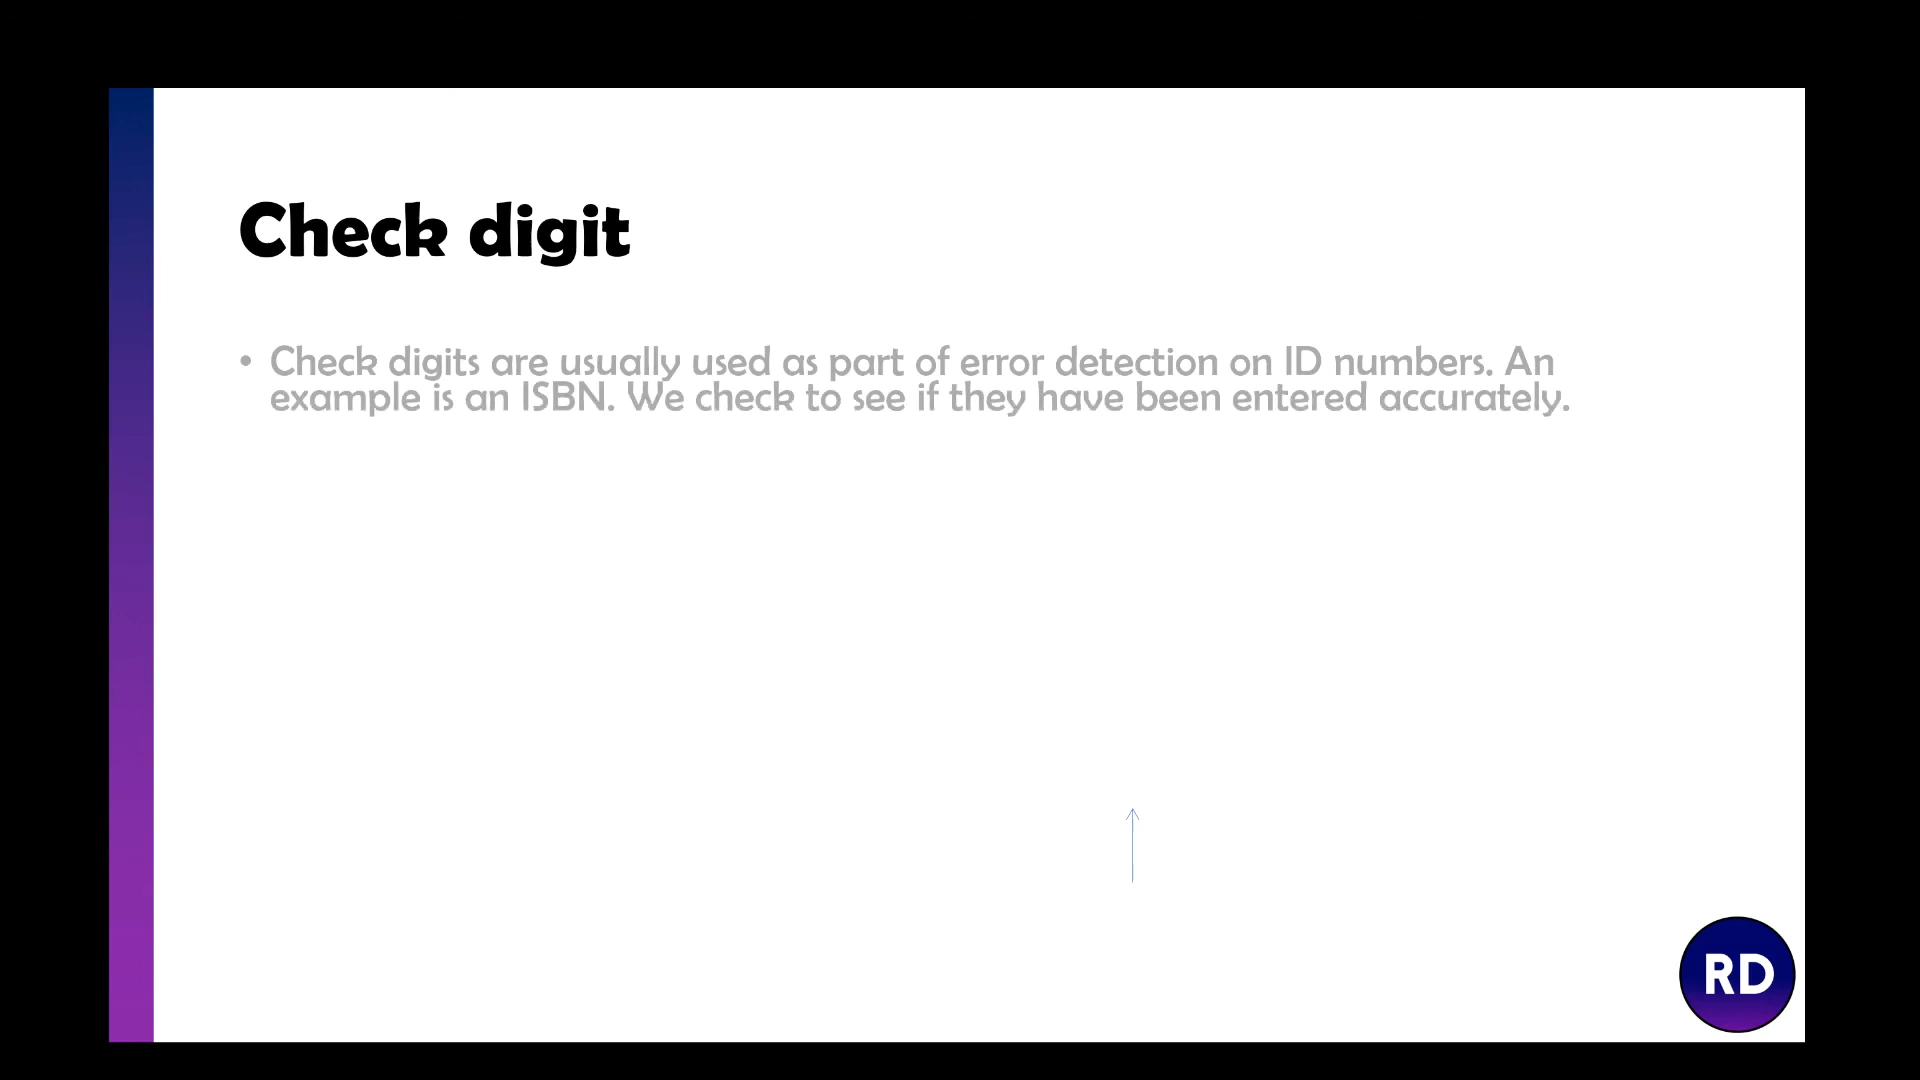 Check digit
• Check digits are usually used as part of error detection on ID numbers. An
example is an ISBN. We check to see if they have been entered accurately.
RD